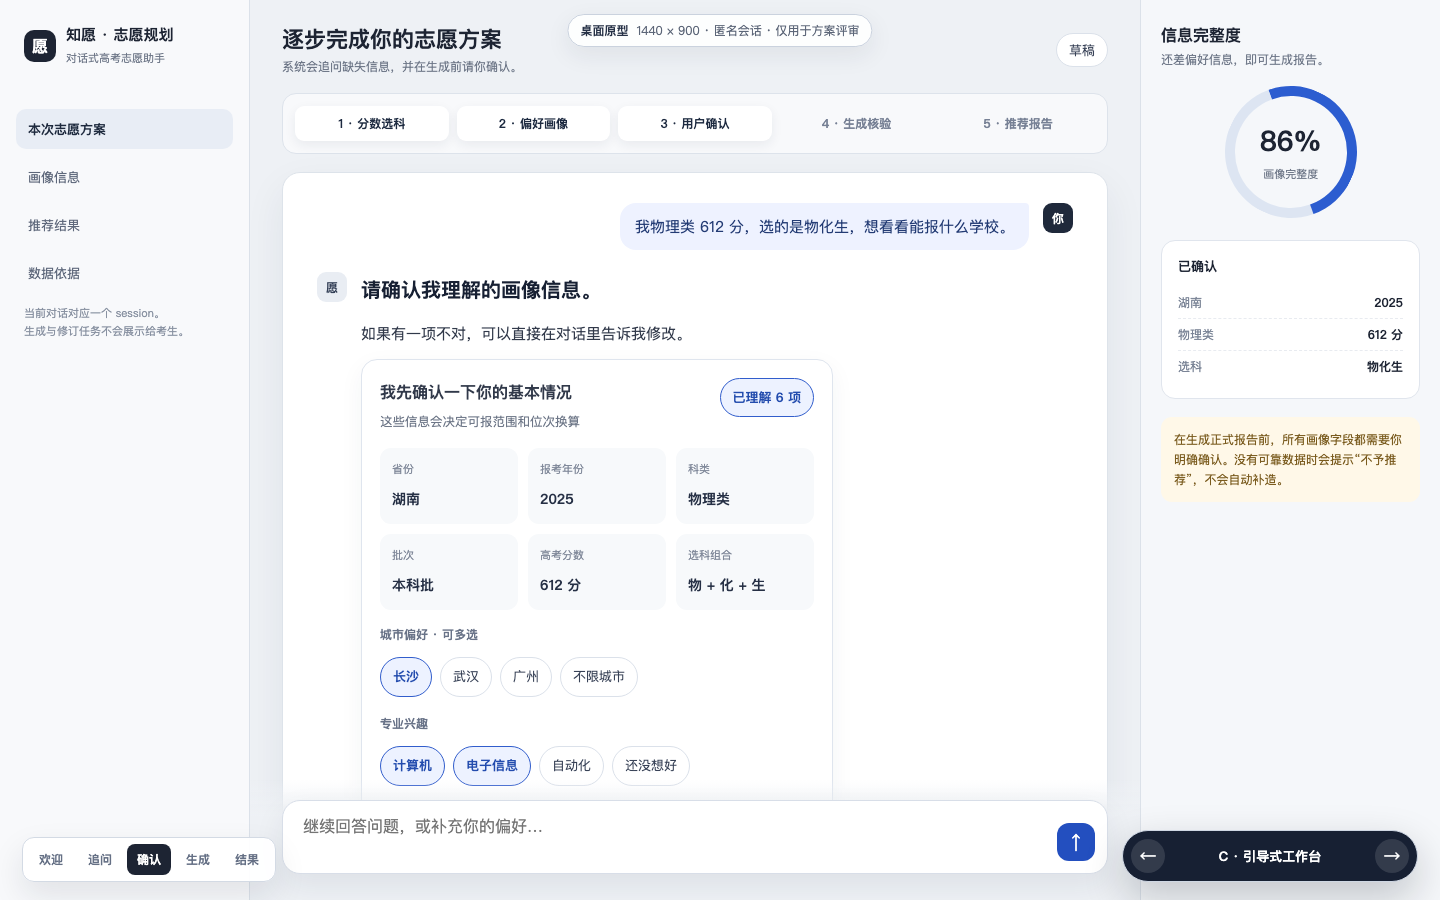 愿
知愿 · 志愿规划
对话式高考志愿助手
本次志愿方案
画像信息
推荐结果
数据依据
当前对话对应一个 session。
生成与修订任务不会展示给考生。
欢迎
追问
确认
生成
结果
桌面原型 1440 × 900 · 匿名会话 · 仅用于方案评审
逐步完成你的志愿方案
系统会追问缺失信息，并在生成前请你确认。
草稿
1 · 分数选科
2 · 偏好画像
3 · 用户确认
4 · 生成核验
5 · 推荐报告
我物理类 612 分，选的是物化生，想看看能报什么学校。
你
愿
请确认我理解的画像信息。
如果有一项不对，可以直接在对话里告诉我修改。
我先确认一下你的基本情况
已理解 6 项
这些信息会决定可报范围和位次换算
省份
湖南
报考年份
2025
科类
物理类
批次
本科批
高考分数
612 分
选科组合
物 + 化 + 生
城市偏好 · 可多选
长沙
武汉
广州
不限城市
专业兴趣
计算机
电子信息
自动化
还没想好
继续回答问题，或补充你的偏好...
↑
信息完整度
还差偏好信息，即可生成报告。
86%
画像完整度
已确认
湖南 2025
物理类 612 分
选科 物化生
在生成正式报告前，所有画像字段都需要你
明确确认。没有可靠数据时会提示“不予推
荐”，不会自动补造。
← C · 引导式工作台 →